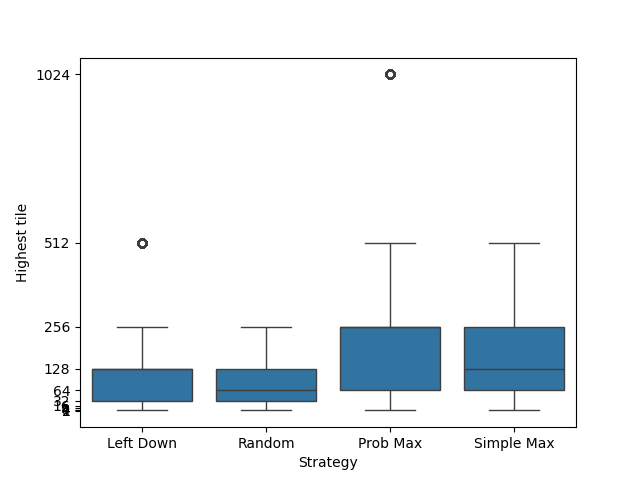 1024
512
256
128
64
32
16
Highest tile
Left Down Random Prob Max Simple Max
Strategy